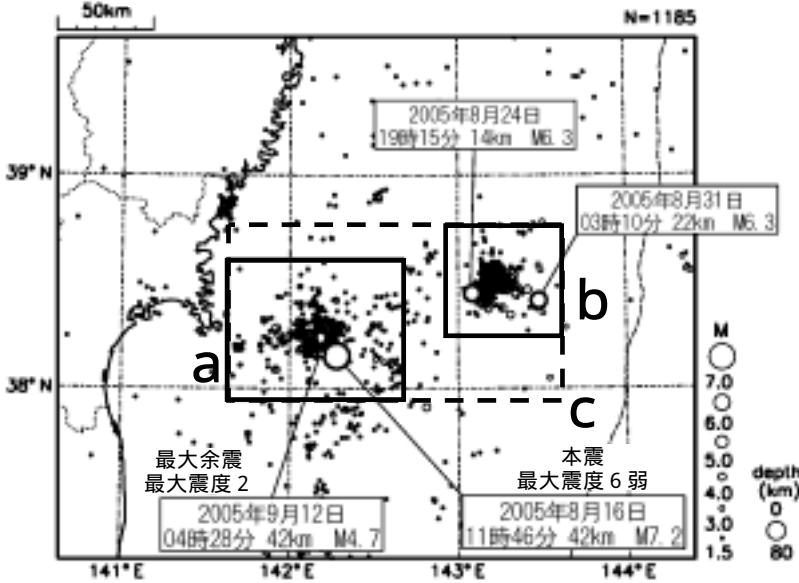 50km
N=1185
2005年8月24日
19時15分 14km M6.3
39°N
2005年8月31日
03時10分 22km M6.3
b
a
38°N
c
M
7.0
6.0
5.0
4.0
3.0
1.5
depth
(km)
0
80
最大余震
最大震度2
本震
最大震度6弱
2005年9月12日
04時28分 42km M4.7
2005年8月16日
11時46分 42km M7.2
141°E
142°E
143°E
144°E